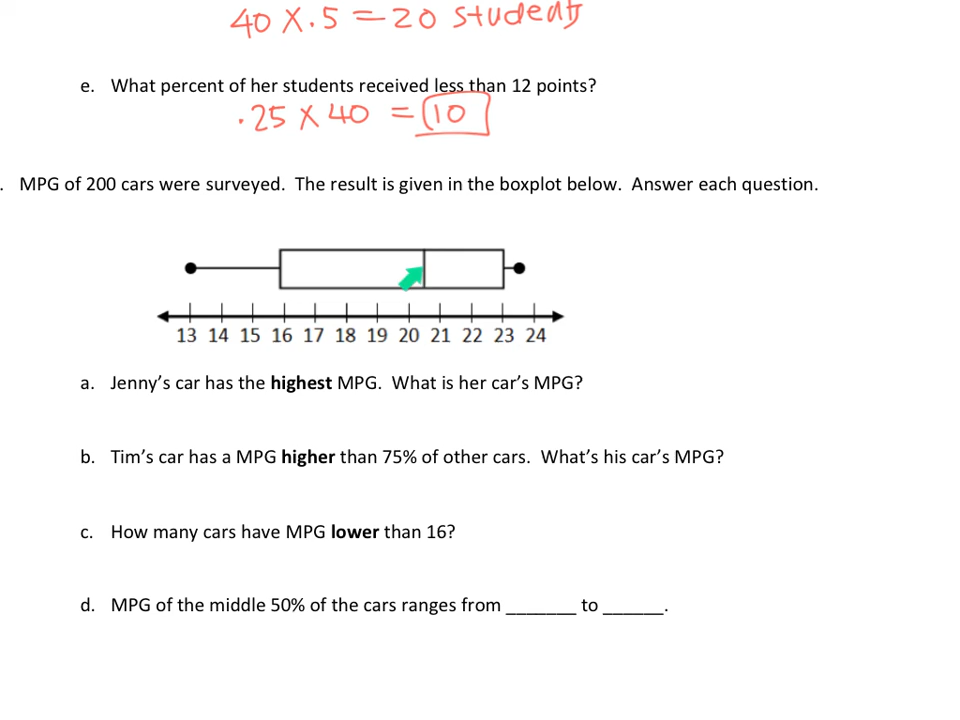 40 X .5 = 20 students
e. What percent of her students received less than 12 points?
.25 X 40 = 10
. MPG of 200 cars were surveyed. The result is given in the boxplot below. Answer each question.
13 14 15 16 17 18 19 20 21 22 23 24
a. Jenny’s car has the highest MPG. What is her car’s MPG?
b. Tim’s car has a MPG higher than 75% of other cars. What’s his car’s MPG?
c. How many cars have MPG lower than 16?
d. MPG of the middle 50% of the cars ranges from _______ to ______.